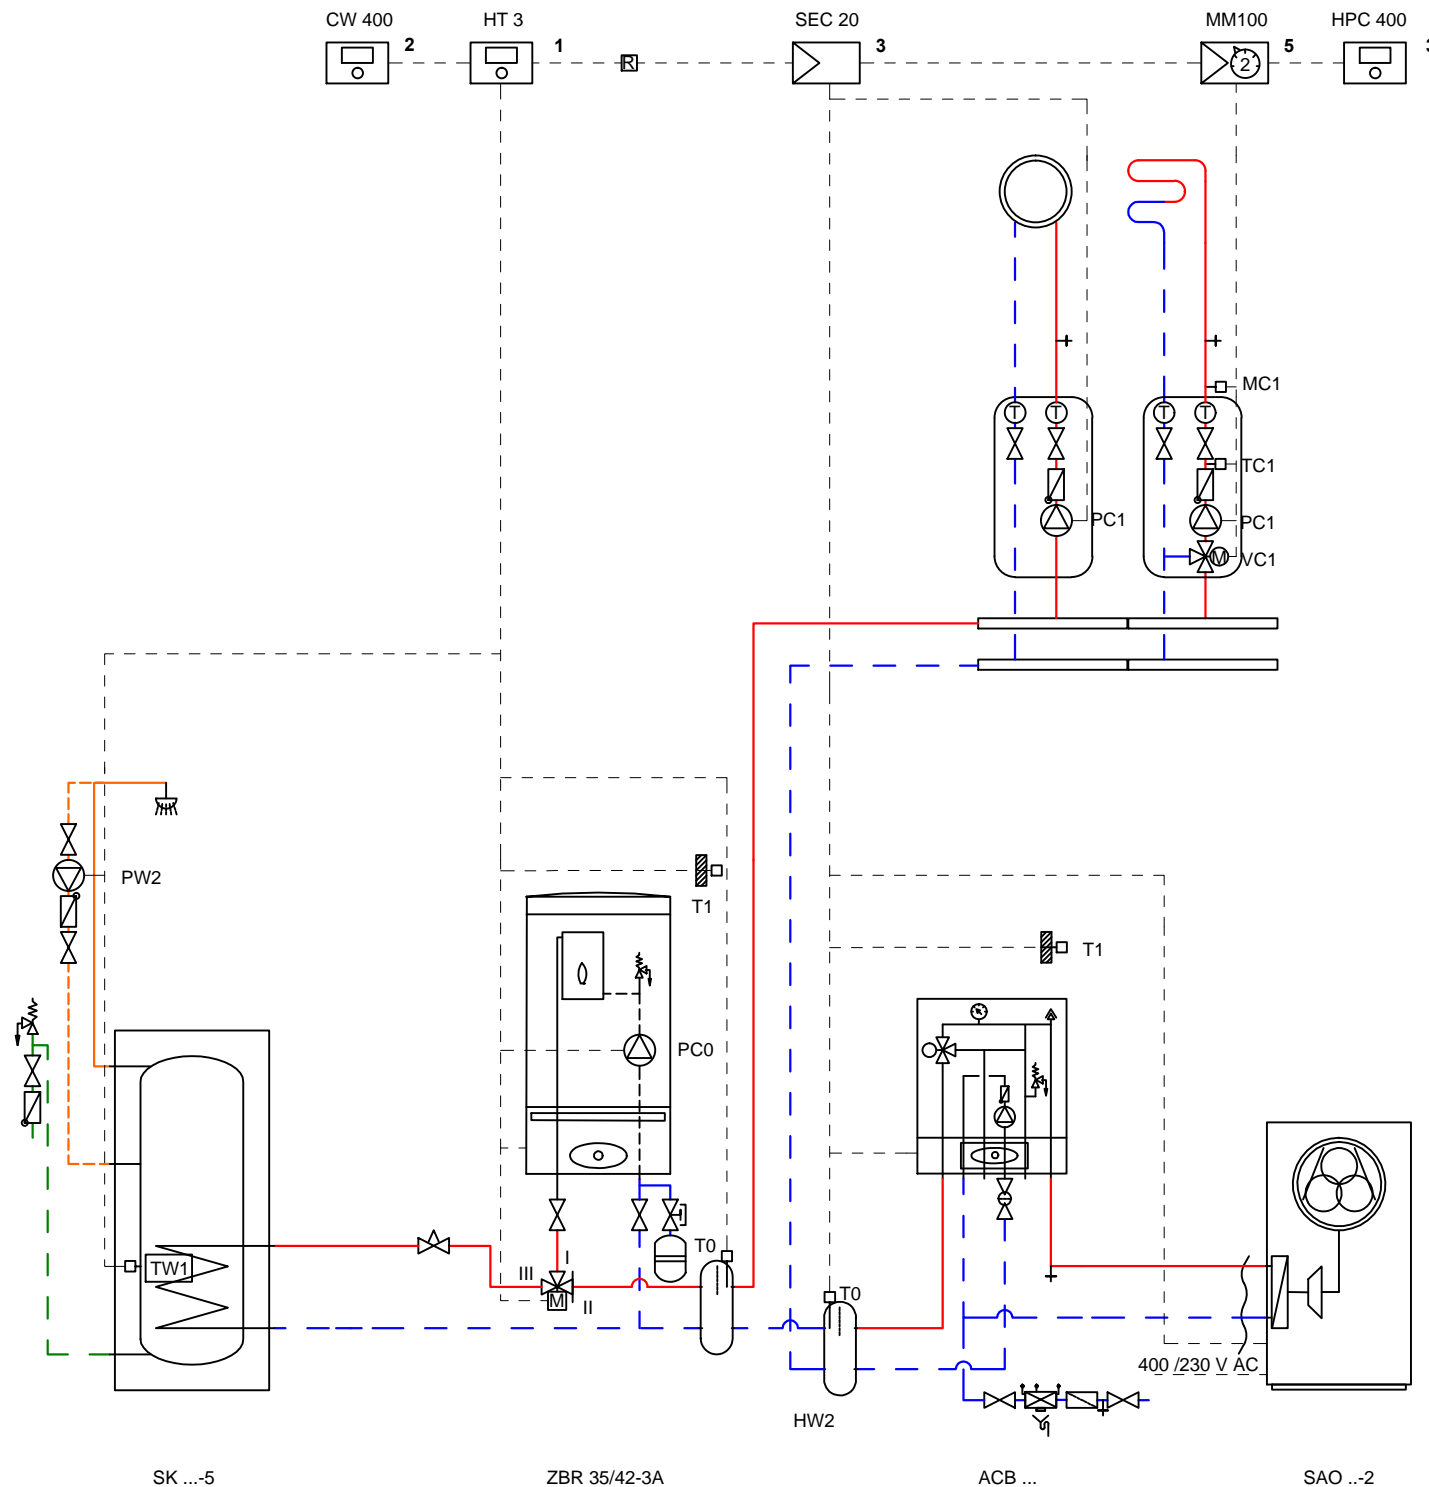 CW 400
HT 3
SEC 20
MM100
HPC 400
2
1
R
3
2
5
MC1
T
T
T
T
TC1
PC1
PC1
M
VC1
PW2
T1
T1
PC0
TW1
III
I
II
M
T0
T0
400 /230 V AC
HW2
SK ...-5
ZBR 35/42-3A
ACB ...
SAO ..-2